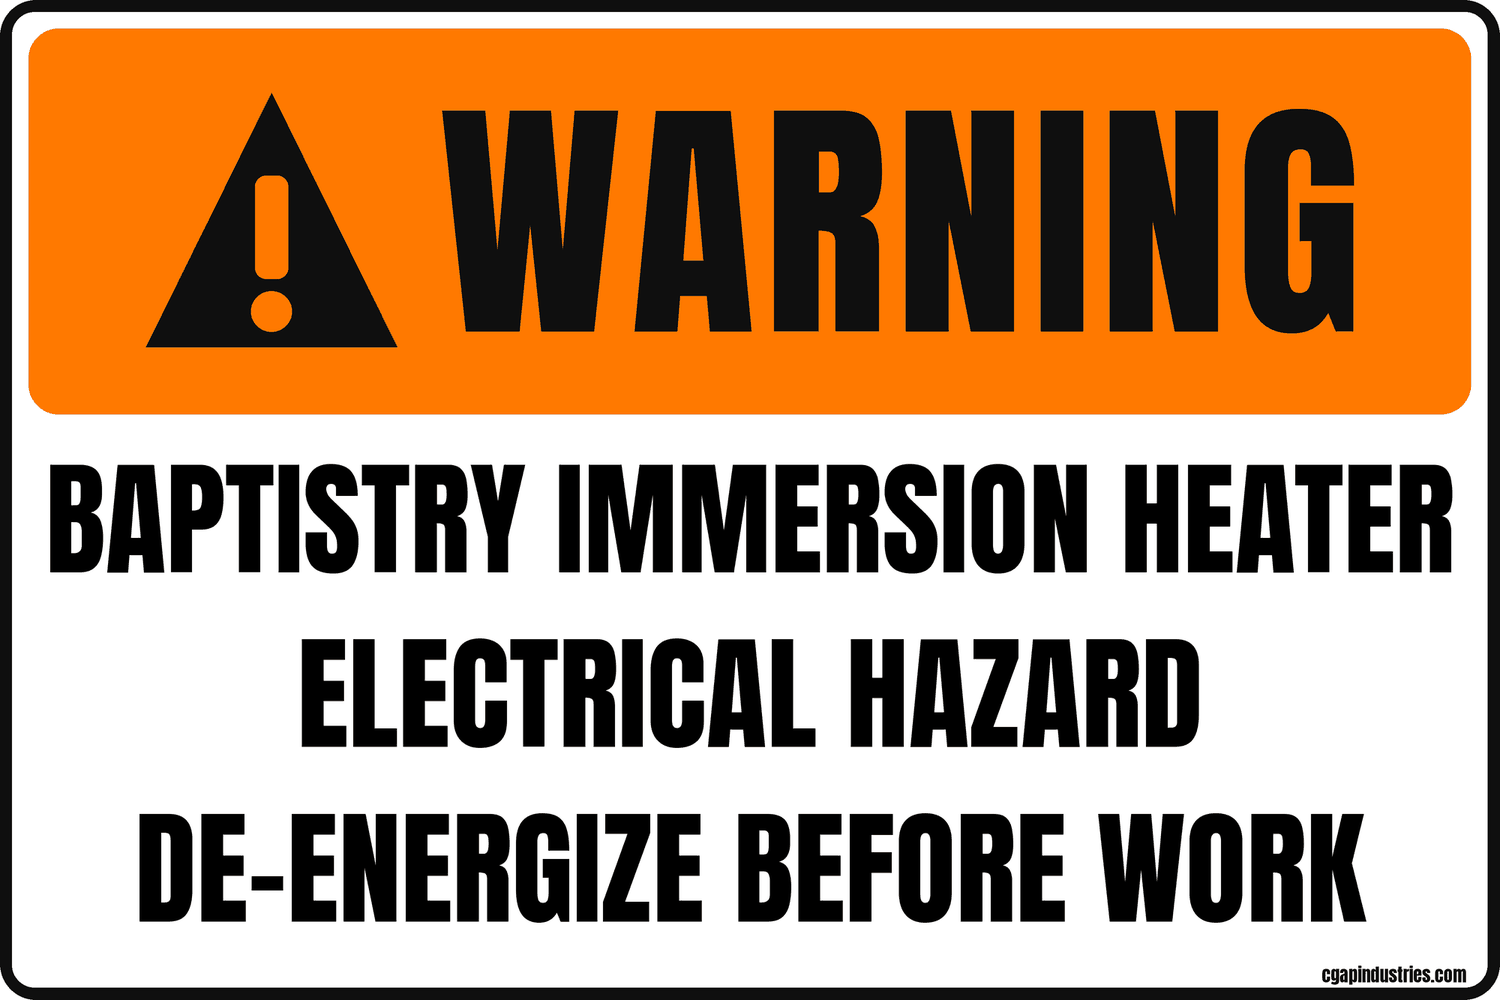 WARNING
BAPTISTRY IMMERSION HEATER
ELECTRICAL HAZARD
DE-ENERGIZE BEFORE WORK
cgapindustries.com